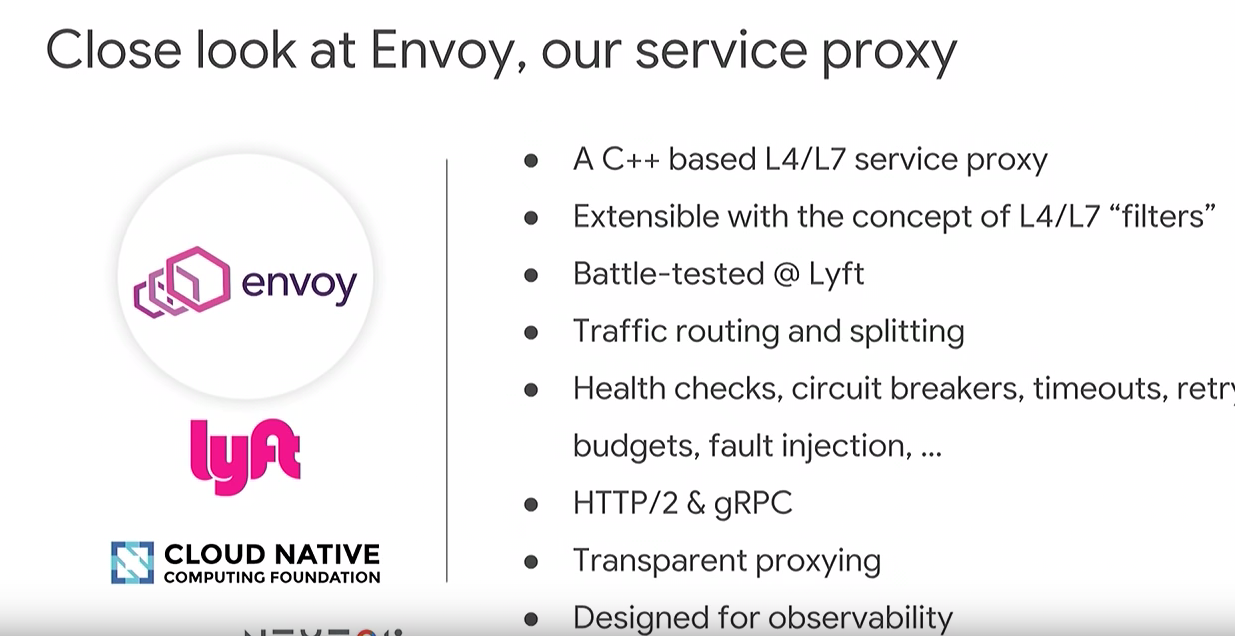 Close look at Envoy, our service proxy
envoy
lyft
CLOUD NATIVE
COMPUTING FOUNDATION
● A C++ based L4/L7 service proxy
● Extensible with the concept of L4/L7 “filters”
● Battle-tested @ Lyft
● Traffic routing and splitting
● Health checks, circuit breakers, timeouts, retry
budgets, fault injection, ...
● HTTP/2 & gRPC
● Transparent proxying
● Designed for observability